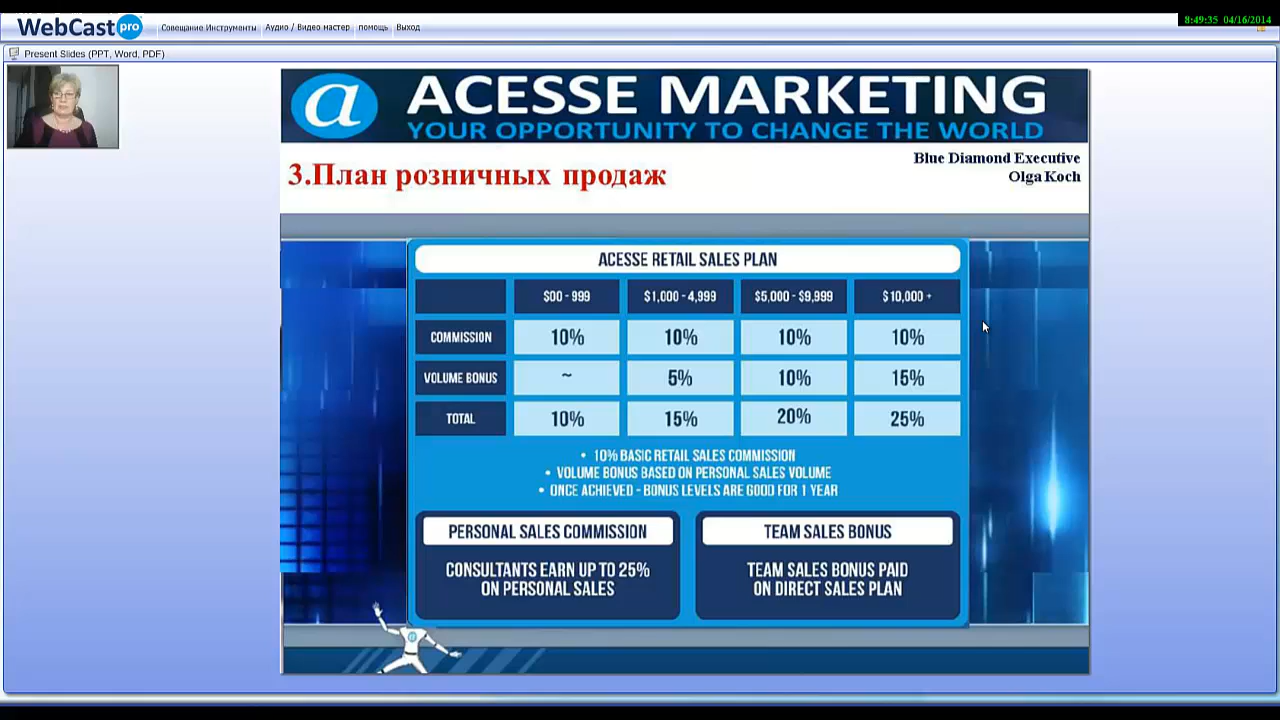 8:49:35 04/16/2014
WebCast pro
Совещание Инструменты Аудио / Видео мастер помощь Выход
Present Slides (PPT, Word, PDF)
a ACESSE MARKETING
YOUR OPPORTUNITY TO CHANGE THE WORLD
Blue Diamond Executive
Olga Koch
3.План розничных продаж
ACESSE RETAIL SALES PLAN
$00 - 999 $1,000 - 4,999 $5,000 - $9,999 $10,000 +
COMMISSION 10% 10% 10% 10%
VOLUME BONUS ~ 5% 10% 15%
TOTAL 10% 15% 20% 25%
• 10% BASIC RETAIL SALES COMMISSION
• VOLUME BONUS BASED ON PERSONAL SALES VOLUME
• ONCE ACHIEVED - BONUS LEVELS ARE GOOD FOR 1 YEAR
PERSONAL SALES COMMISSION
CONSULTANTS EARN UP TO 25%
ON PERSONAL SALES
TEAM SALES BONUS
TEAM SALES BONUS PAID
ON DIRECT SALES PLAN
a